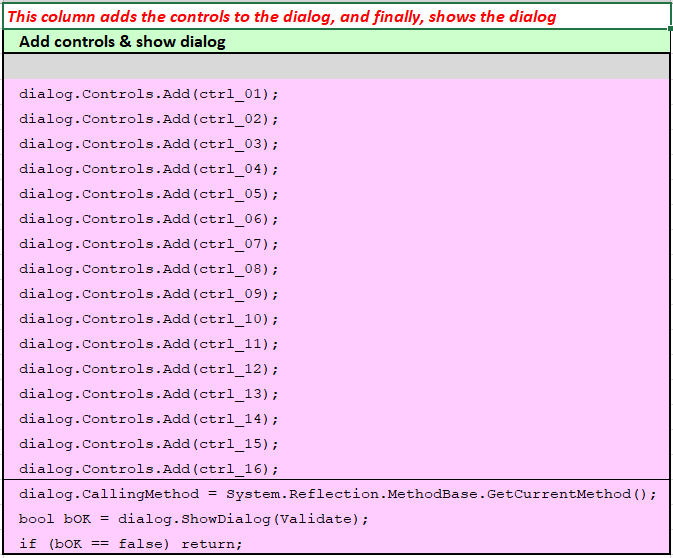 This column adds the controls to the dialog, and finally, shows the dialog
Add controls & show dialog
dialog.Controls.Add(ctrl_01);
dialog.Controls.Add(ctrl_02);
dialog.Controls.Add(ctrl_03);
dialog.Controls.Add(ctrl_04);
dialog.Controls.Add(ctrl_05);
dialog.Controls.Add(ctrl_06);
dialog.Controls.Add(ctrl_07);
dialog.Controls.Add(ctrl_08);
dialog.Controls.Add(ctrl_09);
dialog.Controls.Add(ctrl_10);
dialog.Controls.Add(ctrl_11);
dialog.Controls.Add(ctrl_12);
dialog.Controls.Add(ctrl_13);
dialog.Controls.Add(ctrl_14);
dialog.Controls.Add(ctrl_15);
dialog.Controls.Add(ctrl_16);
dialog.CallingMethod = System.Reflection.MethodBase.GetCurrentMethod();
bool bOK = dialog.ShowDialog(Validate);
if (bOK == false) return;